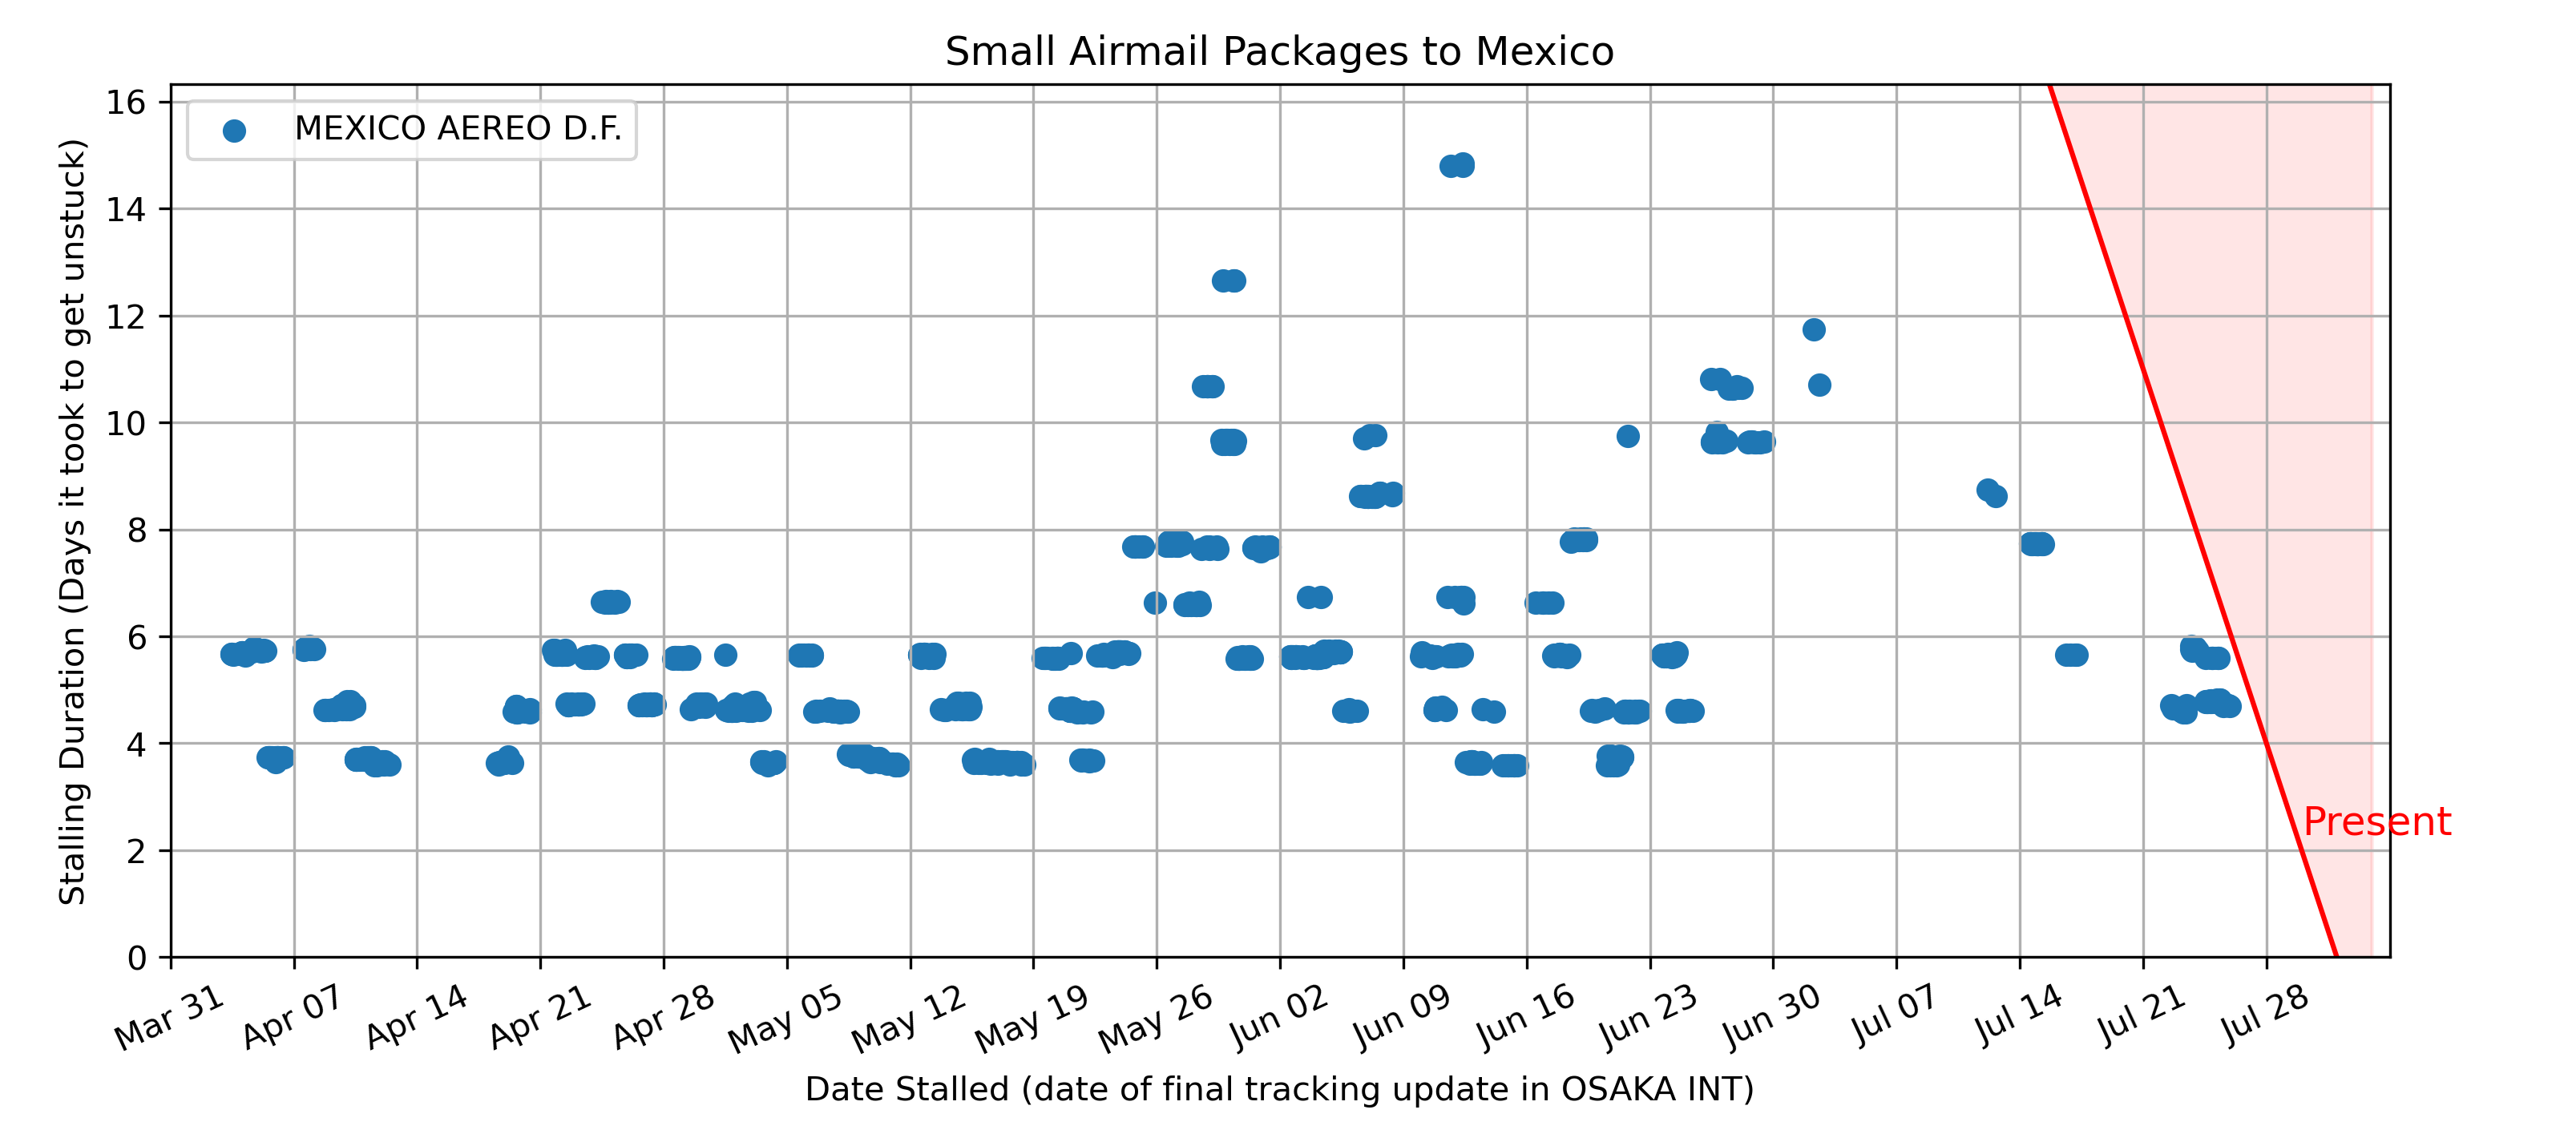 Small Airmail Packages to Mexico
MEXICO AEREO D.F.
Stalling Duration (Days it took to get unstuck)
16
14
12
10
8
6
4
2
0
Present
Mar 31
Apr 07
Apr 14
Apr 21
Apr 28
May 05
May 12
May 19
May 26
Jun 02
Jun 09
Jun 16
Jun 23
Jun 30
Jul 07
Jul 14
Jul 21
Jul 28
Date Stalled (date of final tracking update in OSAKA INT)